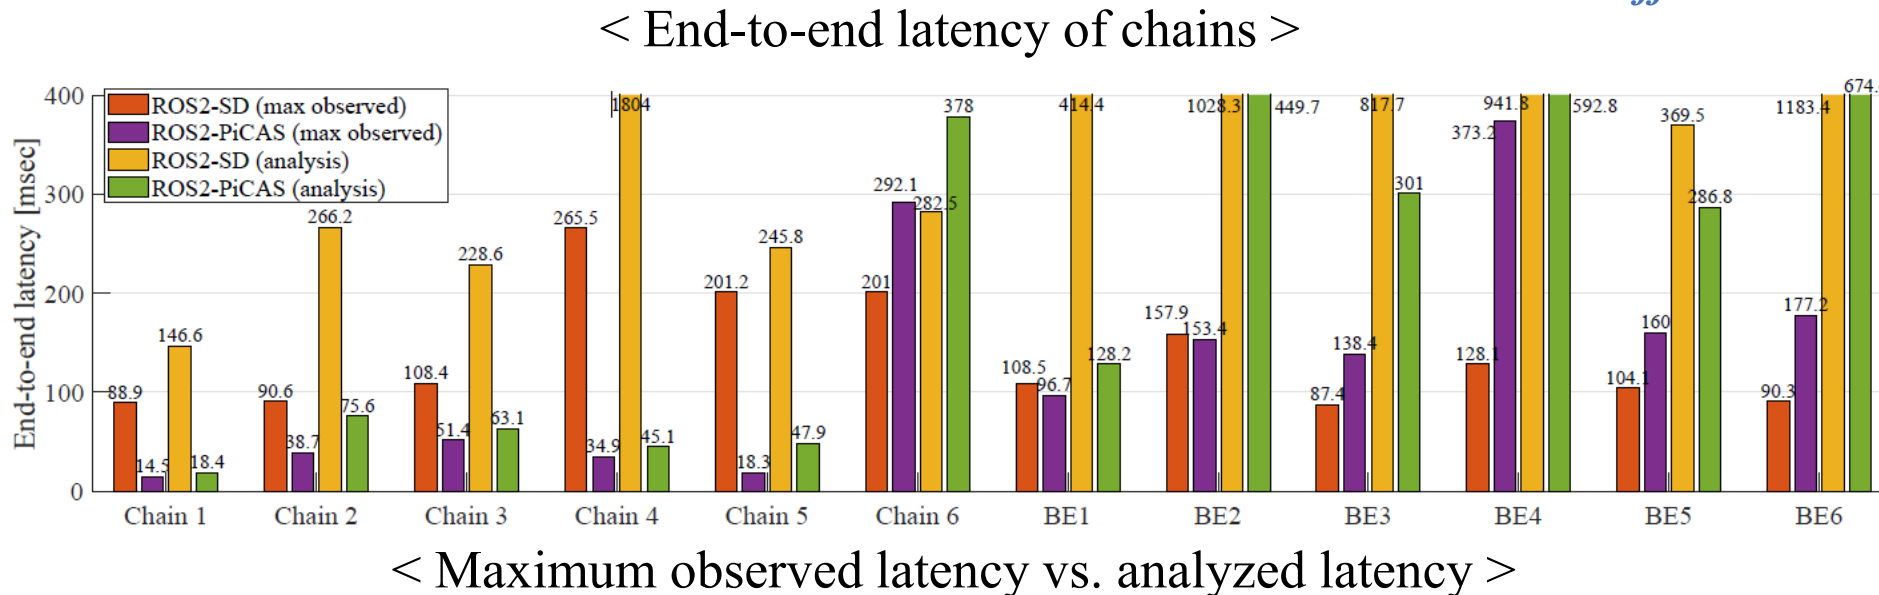 < End-to-end latency of chains >
ROS2-SD (max observed)
ROS2-PiCAS (max observed)
ROS2-SD (analysis)
ROS2-PiCAS (analysis)
End-to-end latency [msec]
400
300
200
100
0
88.9 14.5 146.6 18.4
90.6 38.7 266.2 75.6
108.4 51.4 228.6 63.1
265.5 34.9 1804 45.1
201.2 18.3 245.8 47.9
201 292.1 282.5 378
108.5 96.7 414.4 128.2
157.9 153.4 1028.3 449.7
87.4 138.4 817.7 301
128.1 373.2 941.8 592.8
104.1 160 369.5 286.8
90.3 177.2 1183.4 674.
Chain 1 Chain 2 Chain 3 Chain 4 Chain 5 Chain 6 BE1 BE2 BE3 BE4 BE5 BE6
< Maximum observed latency vs. analyzed latency >